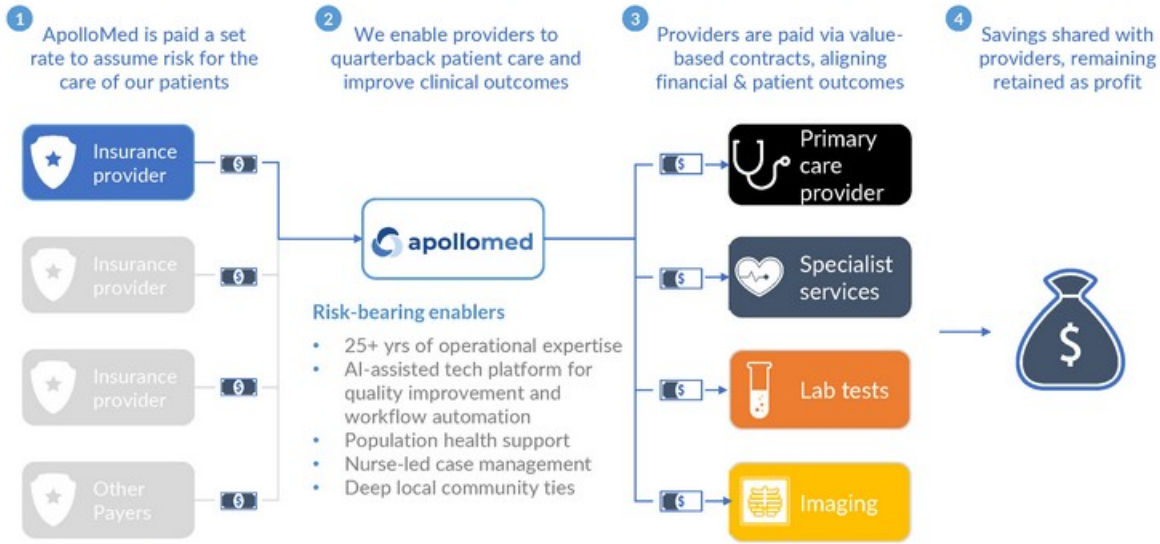 1
ApolloMed is paid a set
rate to assume risk for the
care of our patients
2
We enable providers to
quarterback patient care and
improve clinical outcomes
3
Providers are paid via value-
based contracts, aligning
financial & patient outcomes
4
Savings shared with
providers, remaining
retained as profit
Insurance
provider
$
Insurance
provider
$
Insurance
provider
$
Other
Payers
$
apollomed
Risk-bearing enablers
• 25+ yrs of operational expertise
• AI-assisted tech platform for
quality improvement and
workflow automation
• Population health support
• Nurse-led case management
• Deep local community ties
$
Primary
care
provider
$
Specialist
services
$
Lab tests
$
Imaging
$